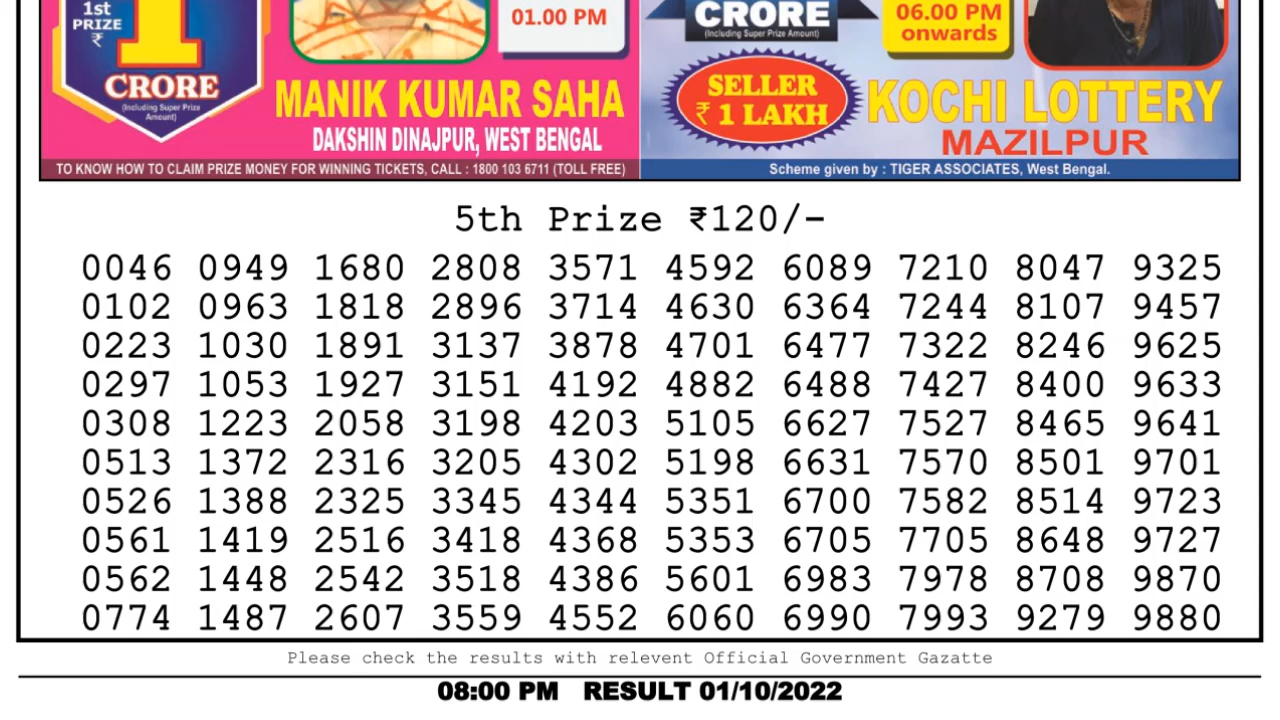 1st
PRIZE
₹
1
CRORE
(Including Super Prize
Amount)
01.00 PM
MANIK KUMAR SAHA
DAKSHIN DINAJPUR, WEST BENGAL
TO KNOW HOW TO CLAIM PRIZE MONEY FOR WINNING TICKETS, CALL : 1800 103 6711 (TOLL FREE)
CRORE
(Including Super Prize Amount)
06.00 PM
onwards
SELLER
₹ 1 LAKH
KOCHI LOTTERY
MAZILPUR
Scheme given by : TIGER ASSOCIATES, West Bengal.
5th Prize ₹120/-
0046 0949 1680 2808 3571 4592 6089 7210 8047 9325
0102 0963 1818 2896 3714 4630 6364 7244 8107 9457
0223 1030 1891 3137 3878 4701 6477 7322 8246 9625
0297 1053 1927 3151 4192 4882 6488 7427 8400 9633
0308 1223 2058 3198 4203 5105 6627 7527 8465 9641
0513 1372 2316 3205 4302 5198 6631 7570 8501 9701
0526 1388 2325 3345 4344 5351 6700 7582 8514 9723
0561 1419 2516 3418 4368 5353 6705 7705 8648 9727
0562 1448 2542 3518 4386 5601 6983 7978 8708 9870
0774 1487 2607 3559 4552 6060 6990 7993 9279 9880
Please check the results with relevent Official Government Gazatte
08:00 PM RESULT 01/10/2022